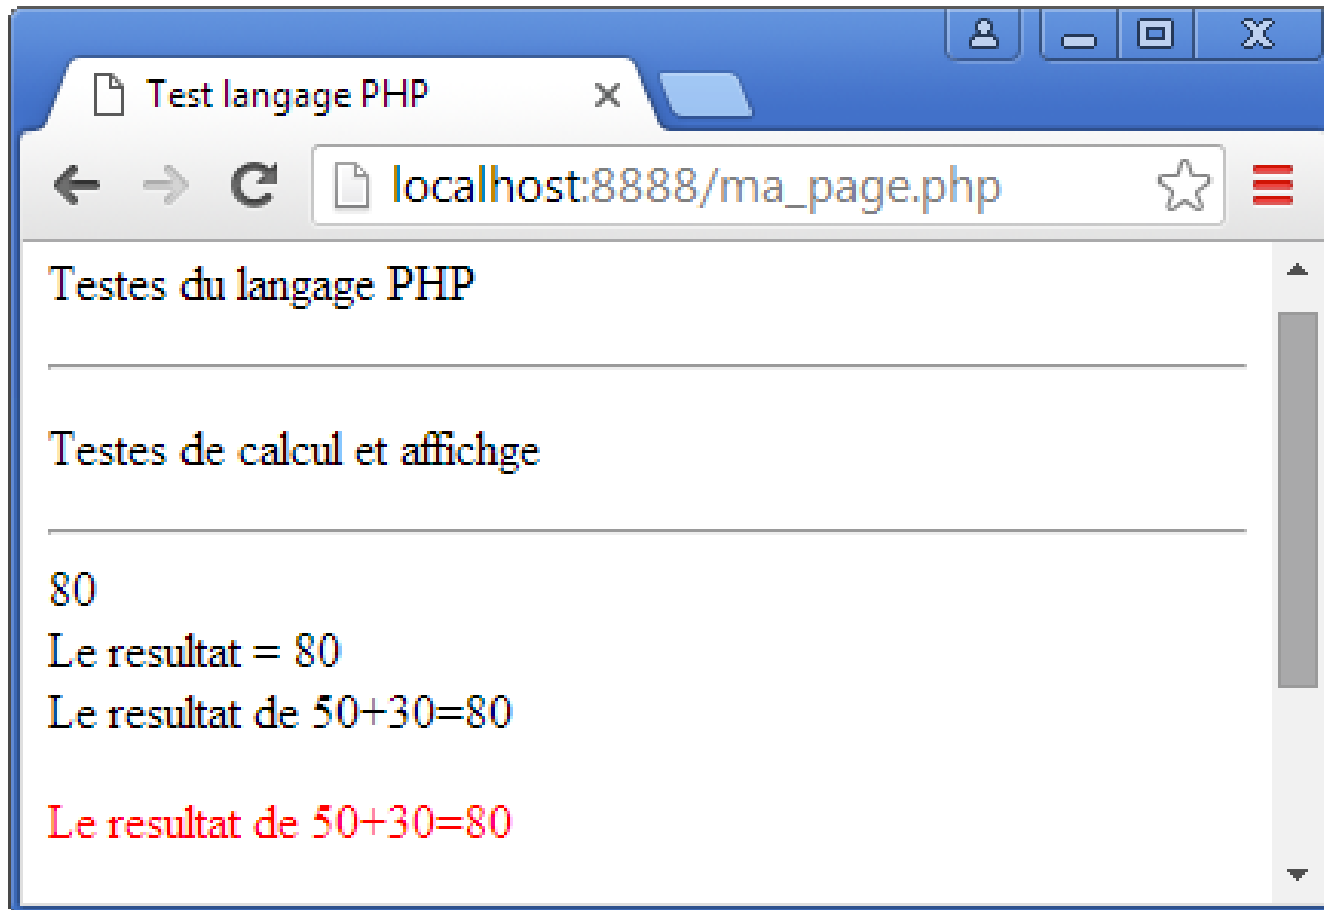 Test langage PHP
localhost:8888/ma_page.php
Testes du langage PHP
Testes de calcul et affichge
80
Le resultat = 80
Le resultat de 50+30=80
Le resultat de 50+30=80